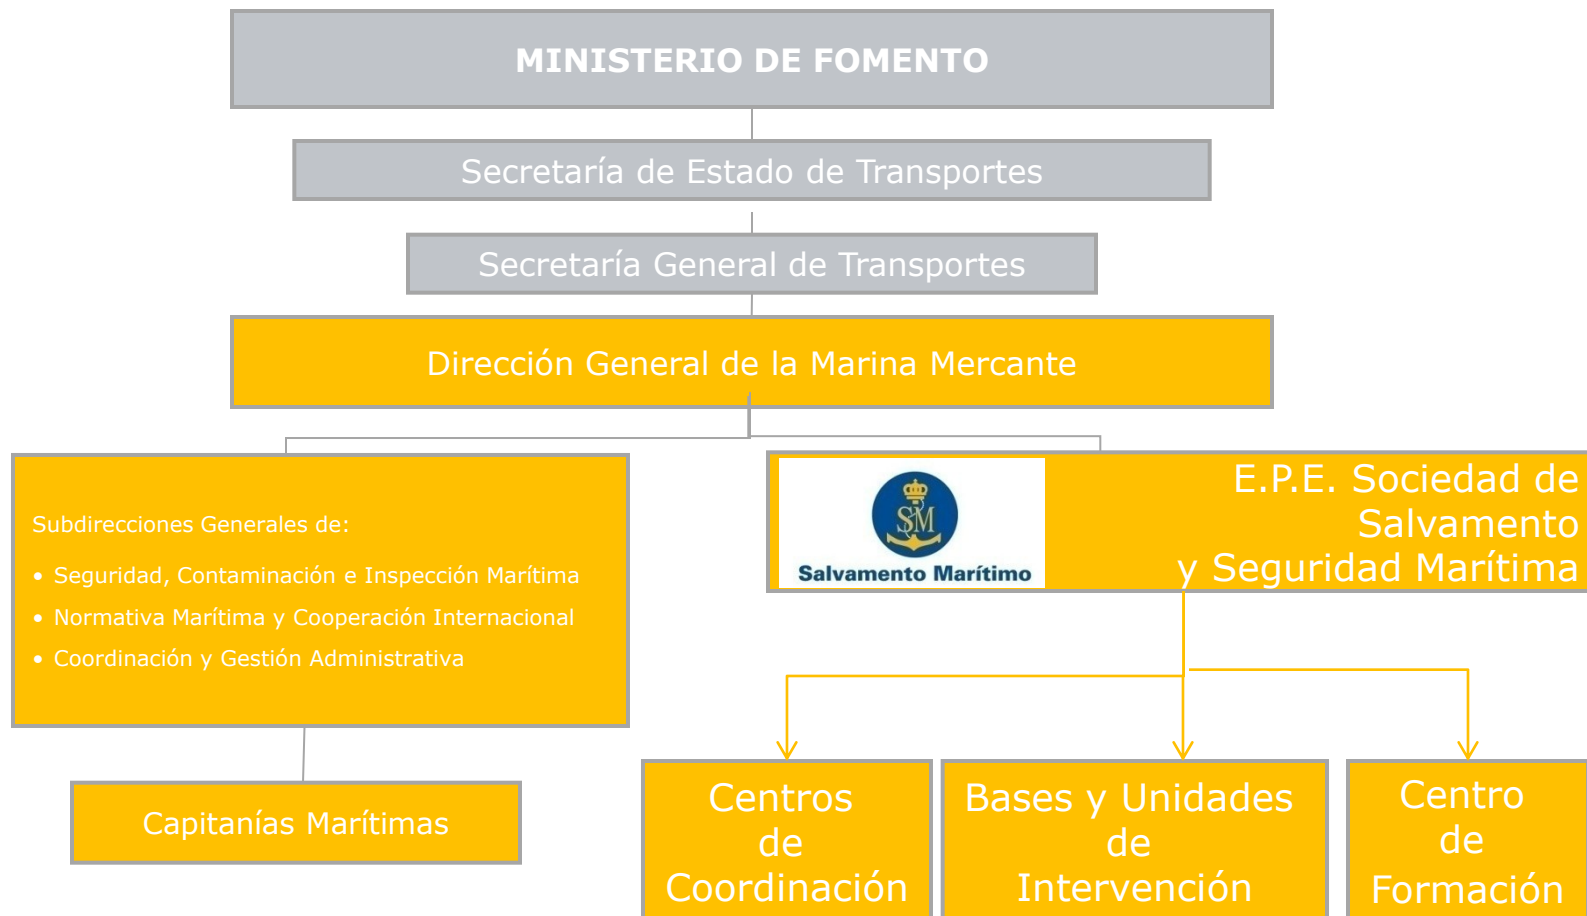 MINISTERIO DE FOMENTO
Secretaría de Estado de Transportes
Secretaría General de Transportes
Dirección General de la Marina Mercante
Subdirecciones Generales de:
• Seguridad, Contaminación e Inspección Marítima
• Normativa Marítima y Cooperación Internacional
• Coordinación y Gestión Administrativa
Capitanías Marítimas
SM
Salvamento Marítimo
E.P.E. Sociedad de
Salvamento
y Seguridad Marítima
Centros
de
Coordinación
Bases y Unidades
de
Intervención
Centro
de
Formación